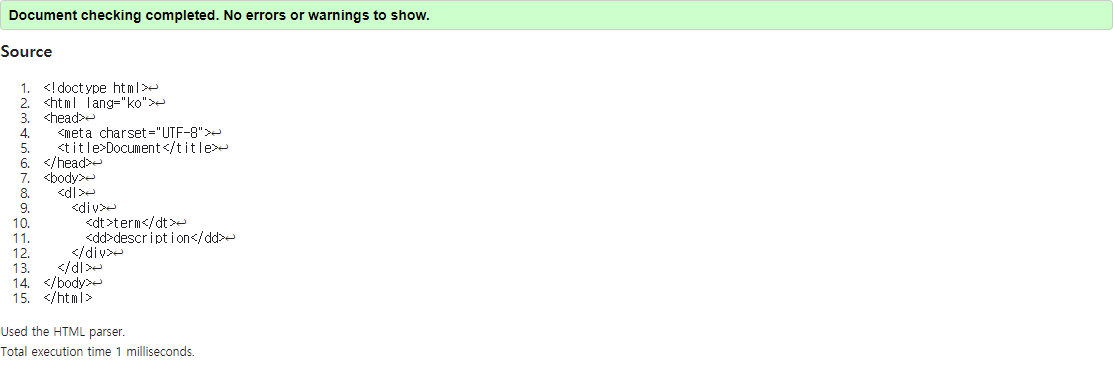 Document checking completed. No errors or warnings to show.
Source
1. <!doctype html>↩
2. <html lang="ko">↩
3. <head>↩
4.   <meta charset="UTF-8">↩
5.   <title>Document</title>↩
6. </head>↩
7. <body>↩
8.   <dl>↩
9.     <div>↩
10.       <dt>term</dt>↩
11.       <dd>description</dd>↩
12.     </div>↩
13.   </dl>↩
14. </body>↩
15. </html>
Used the HTML parser.
Total execution time 1 milliseconds.